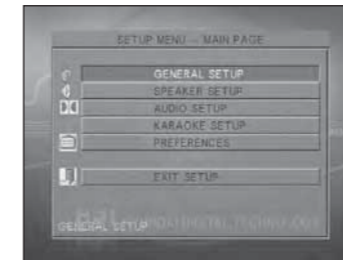 SETUP MENU -- MAIN PAGE
GENERAL SETUP
SPEAKER SETUP
AUDIO SETUP
KARAOKE SETUP
PREFERENCES
EXIT SETUP
GENERAL SETUP